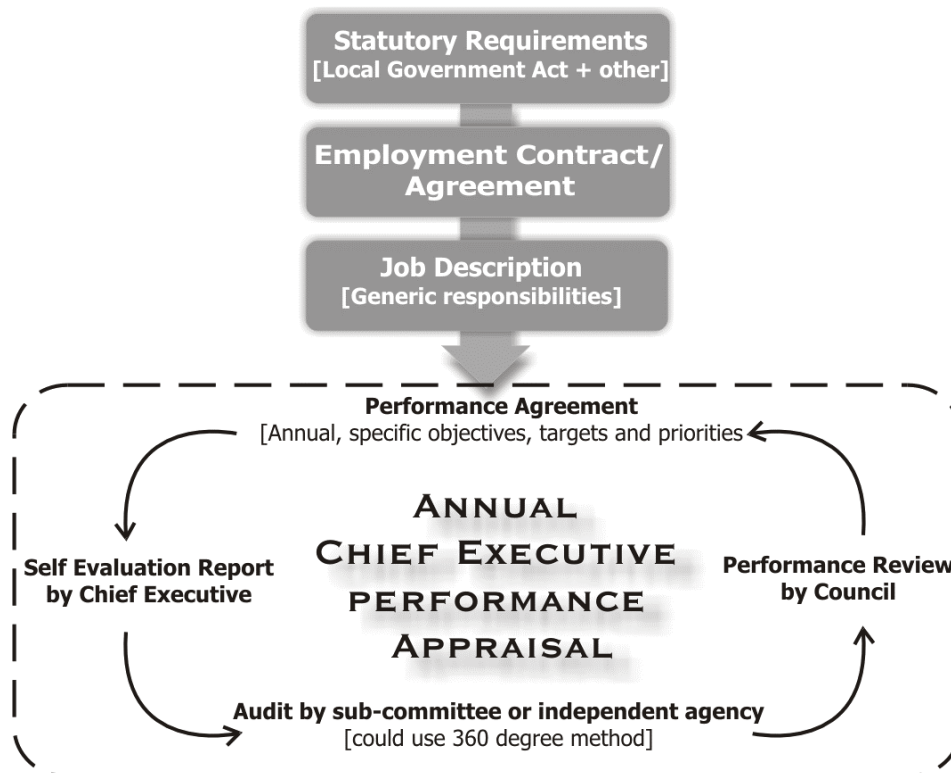 Statutory Requirements
[Local Government Act + other]
Employment Contract/
Agreement
Job Description
[Generic responsibilities]
Performance Agreement
[Annual, specific objectives, targets and priorities
ANNUAL
CHIEF EXECUTIVE
PERFORMANCE
APPRAISAL
Self Evaluation Report
by Chief Executive
Performance Review
by Council
Audit by sub-committee or independent agency
[could use 360 degree method]